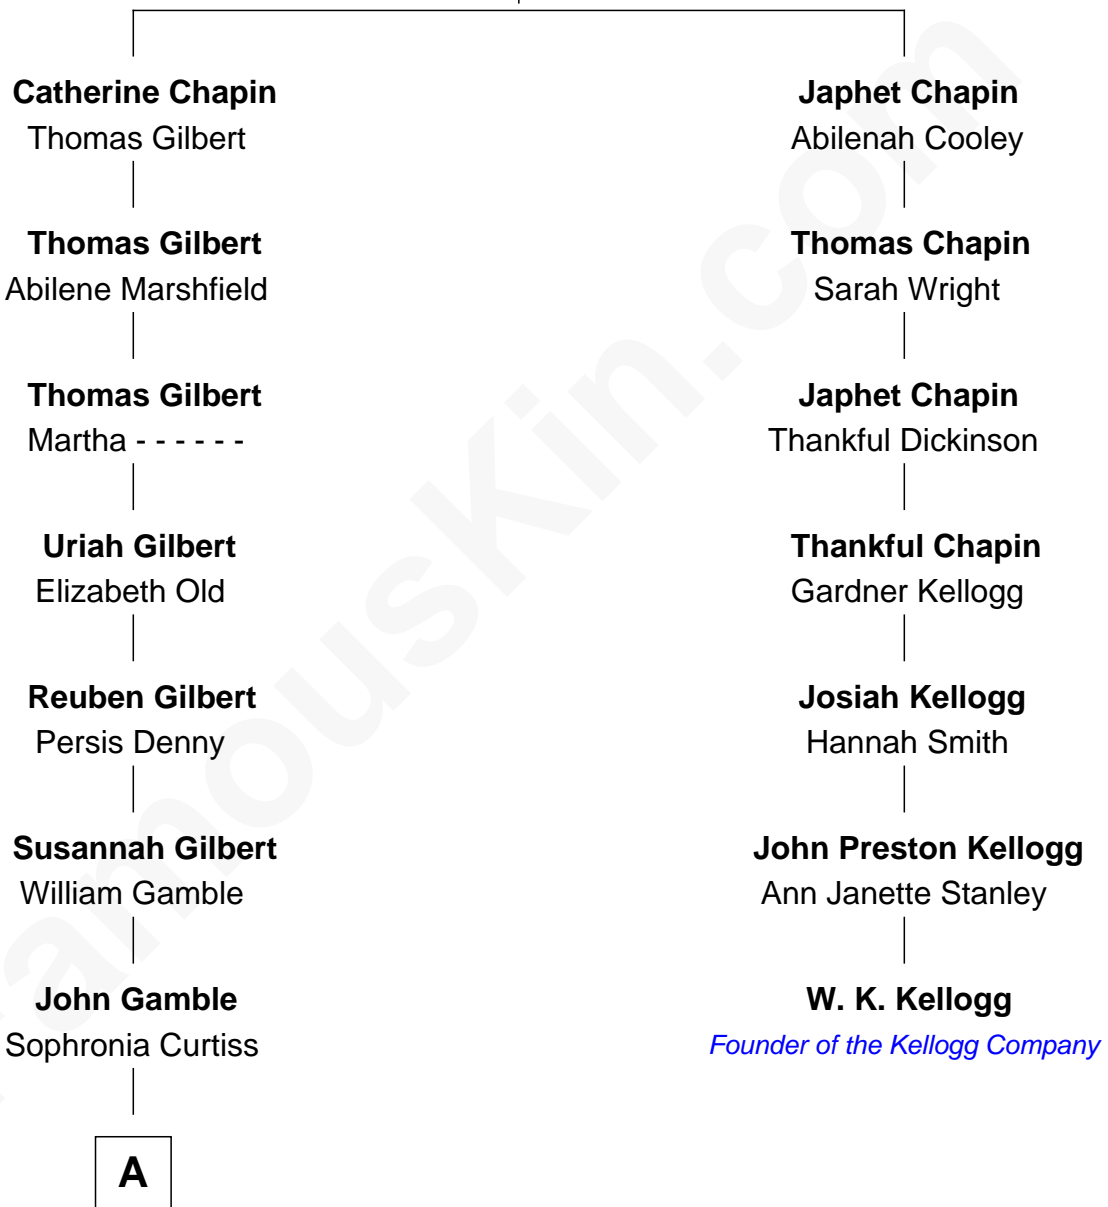 Catherine Chapin
Thomas Gilbert
Japhet Chapin
Abilenah Cooley
Thomas Gilbert
Abilene Marshfield
Thomas Chapin
Sarah Wright
Thomas Gilbert
Martha - - - - - -
Japhet Chapin
Thankful Dickinson
Uriah Gilbert
Elizabeth Old
Thankful Chapin
Gardner Kellogg
Reuben Gilbert
Persis Denny
Josiah Kellogg
Hannah Smith
Susannah Gilbert
William Gamble
John Preston Kellogg
Ann Janette Stanley
John Gamble
Sophronia Curtiss
W. K. Kellogg
Founder of the Kellogg Company
A
FamousKin.com